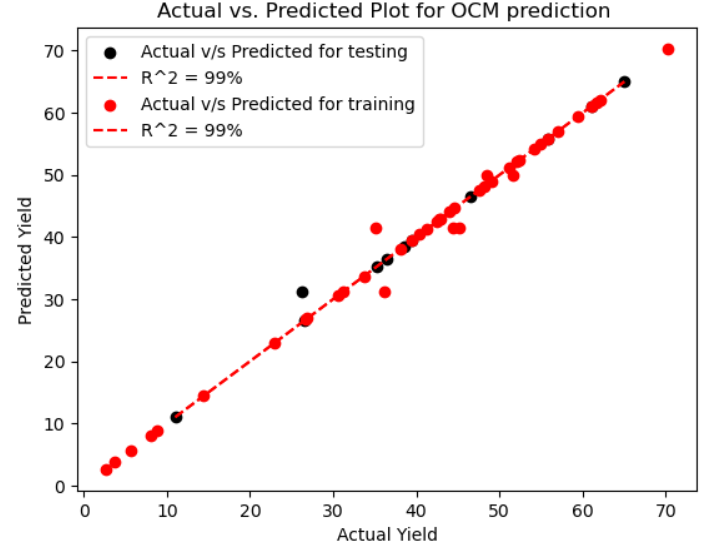 Actual vs. Predicted Plot for OCM prediction
Actual v/s Predicted for testing
R^2 = 99%
Actual v/s Predicted for training
R^2 = 99%
Predicted Yield
70
60
50
40
30
20
10
0
0 10 20 30 40 50 60 70
Actual Yield